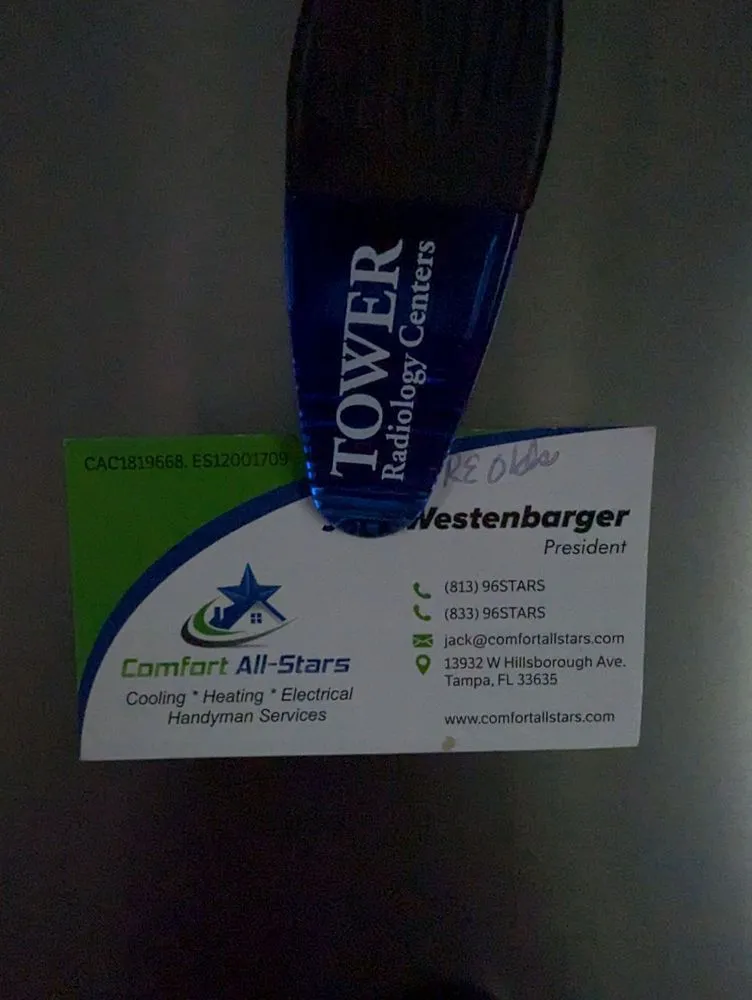 TOWER
Radiology Centers
CAC1819668. ES12001709
RE
Westenbarger
President
(813) 96STARS
(833) 96STARS
jack@comfortallstars.com
13932 W Hillsborough Ave.
Tampa, FL 33635
www.comfortallstars.com
Comfort All-Stars
Cooling * Heating * Electrical
Handyman Services